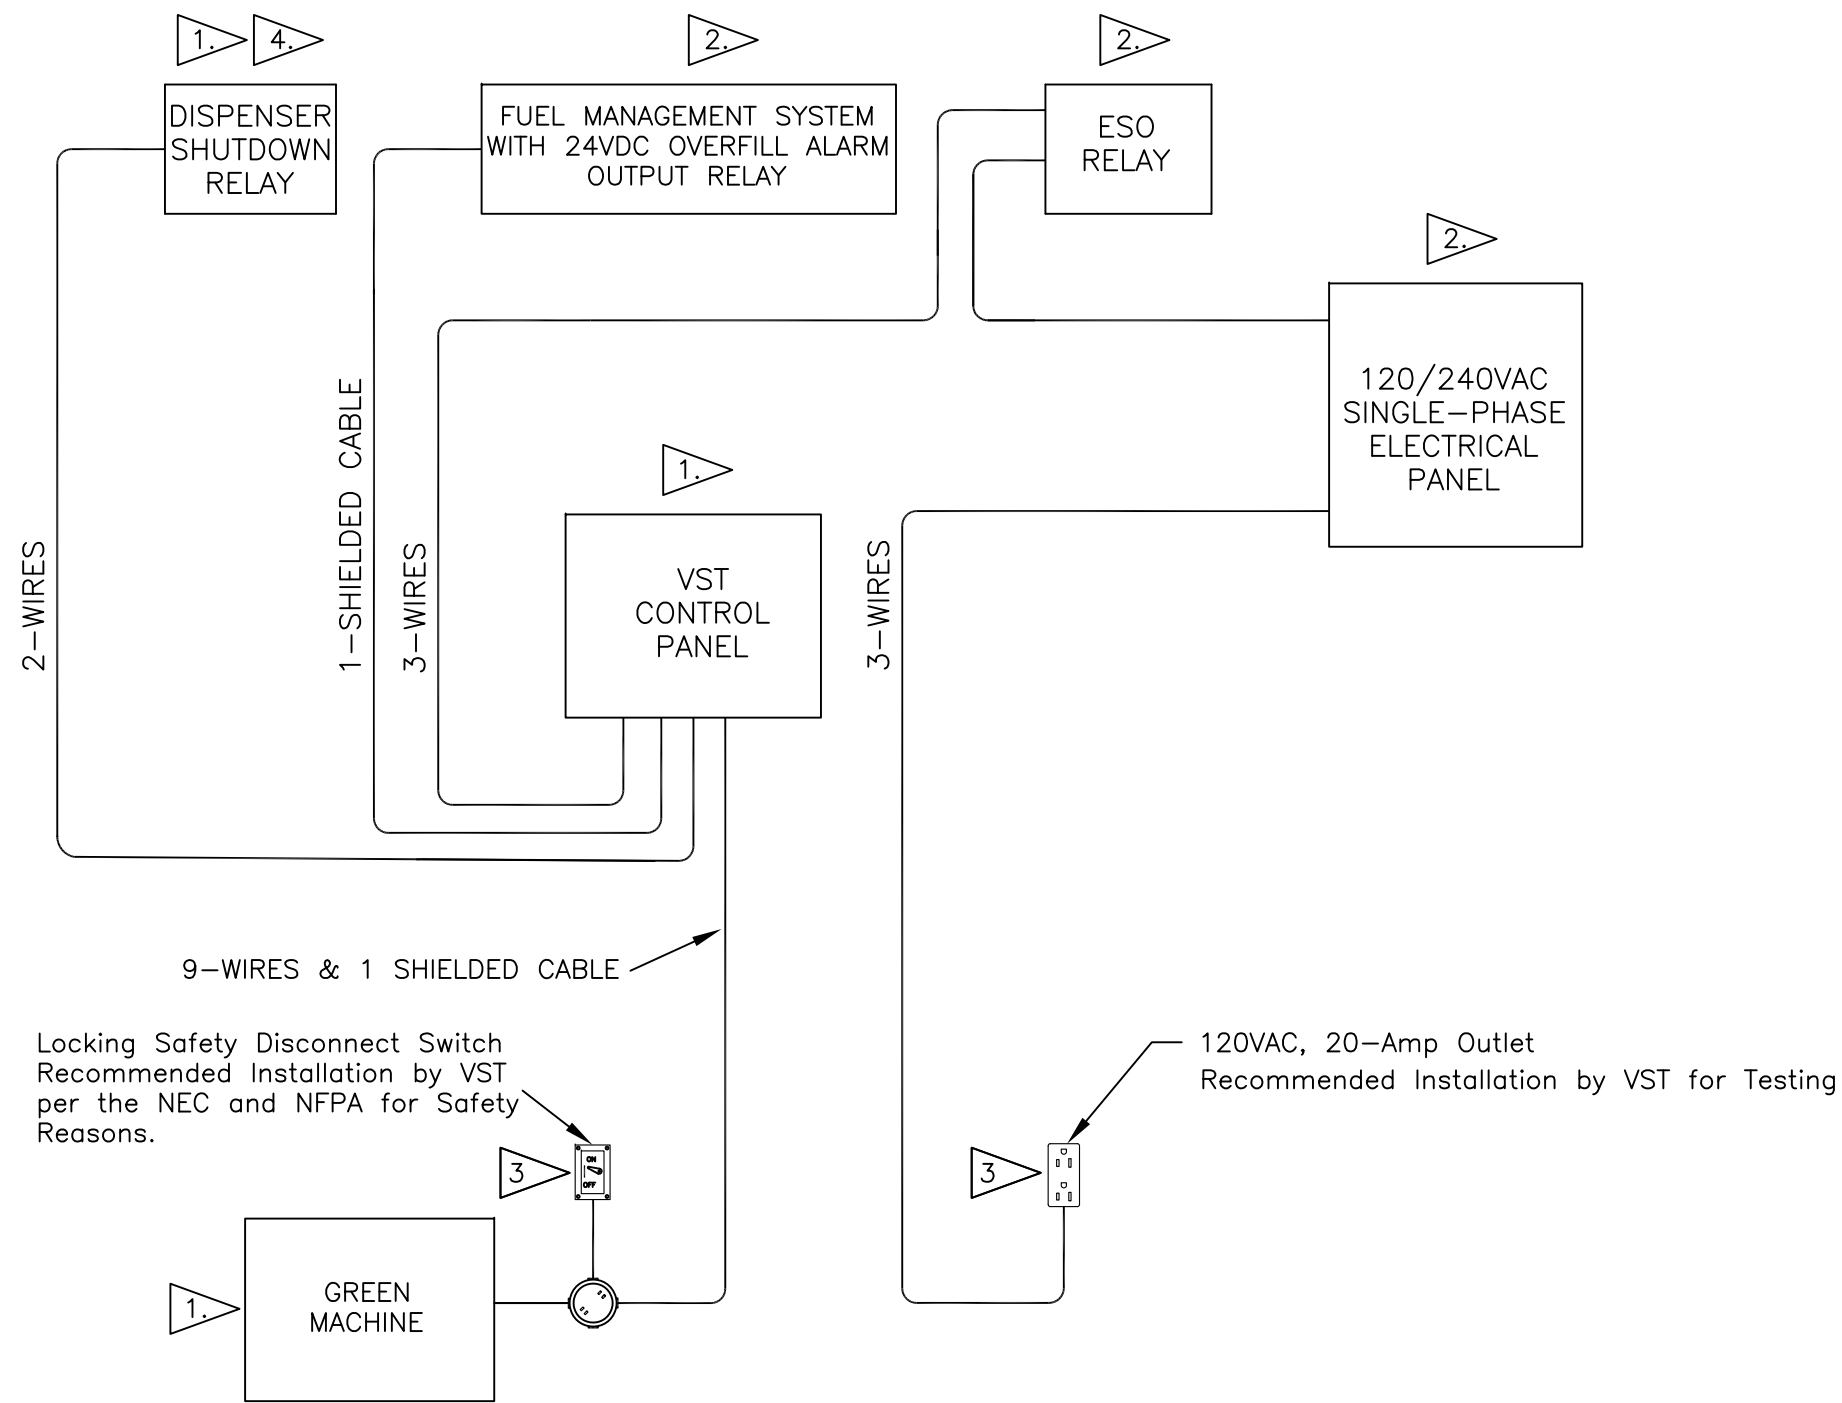 1.
4.
2.
2.
DISPENSER
SHUTDOWN
RELAY
FUEL MANAGEMENT SYSTEM
WITH 24VDC OVERFILL ALARM
OUTPUT RELAY
ESO
RELAY
2.
120/240VAC
SINGLE-PHASE
ELECTRICAL
PANEL
2-WIRES
1-SHIELDED CABLE
3-WIRES
1.
VST
CONTROL
PANEL
3-WIRES
9-WIRES & 1 SHIELDED CABLE
Locking Safety Disconnect Switch
Recommended Installation by VST
per the NEC and NFPA for Safety
Reasons.
120VAC, 20-Amp Outlet
Recommended Installation by VST for Testing
3
ON
OFF
3
1.
GREEN
MACHINE